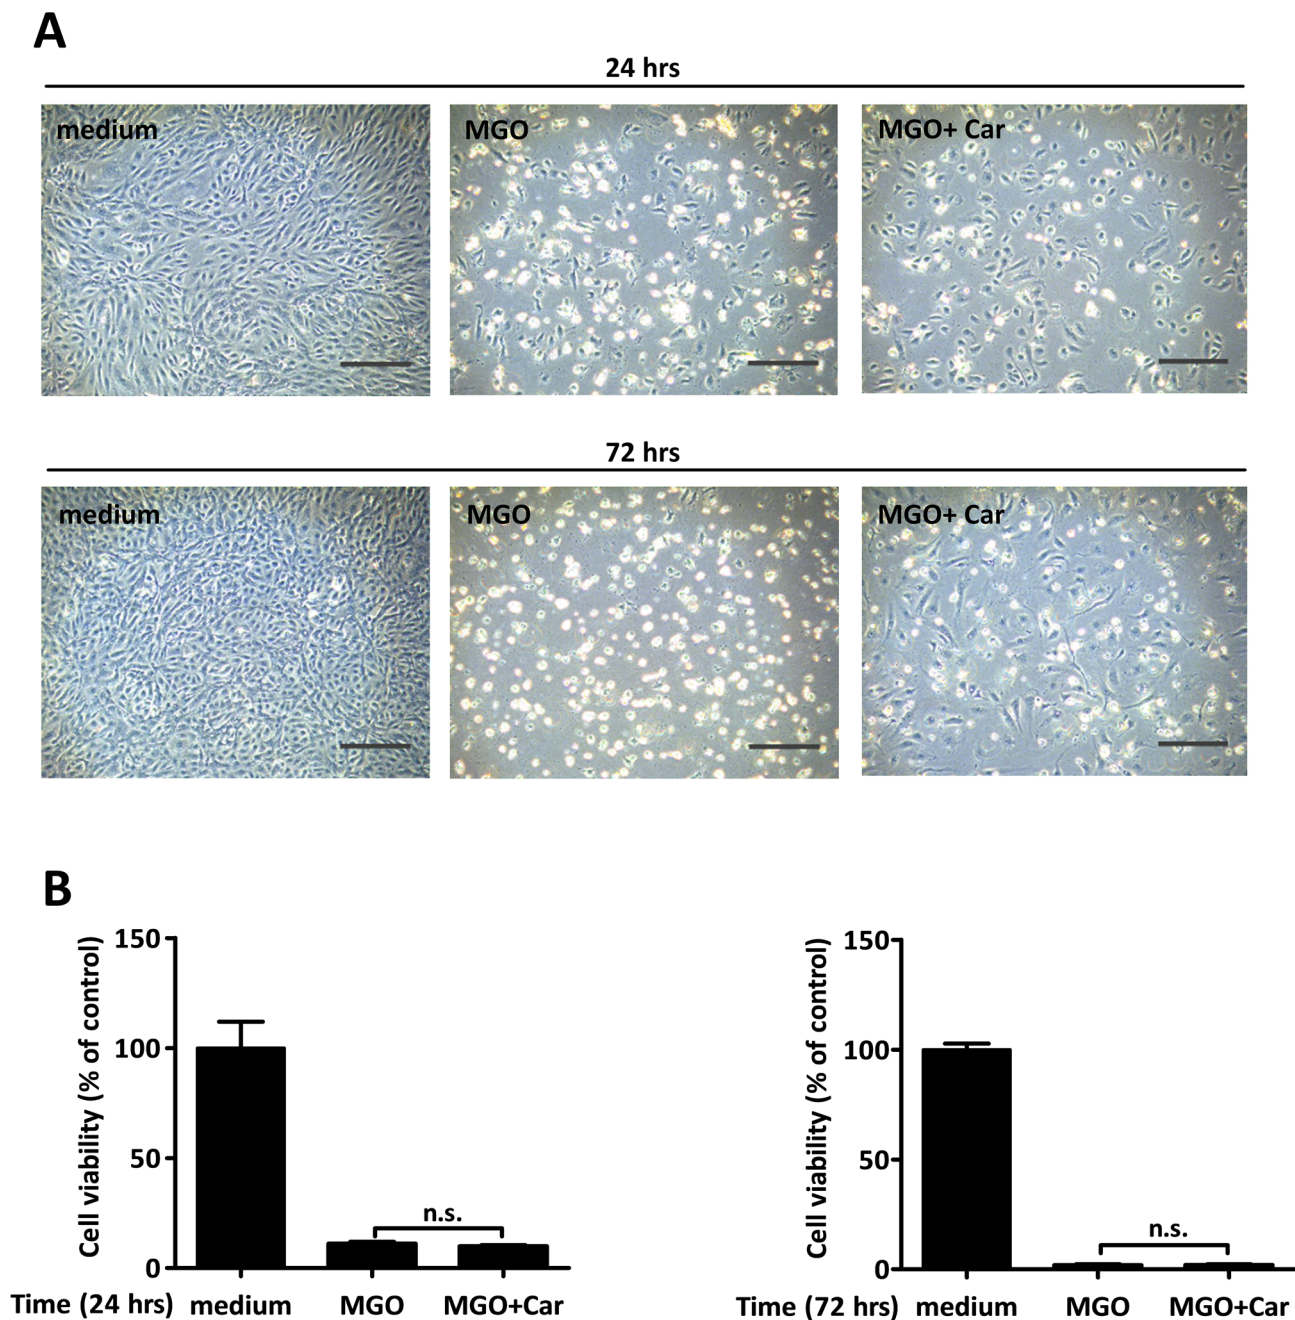 A
24 hrs
medium
MGO
MGO+ Car
72 hrs
medium
MGO
MGO+ Car
B
Cell viability (% of control)
150
100
50
0
n.s.
Time (24 hrs)
medium
MGO
MGO+Car
Cell viability (% of control)
150
100
50
0
n.s.
Time (72 hrs)
medium
MGO
MGO+Car